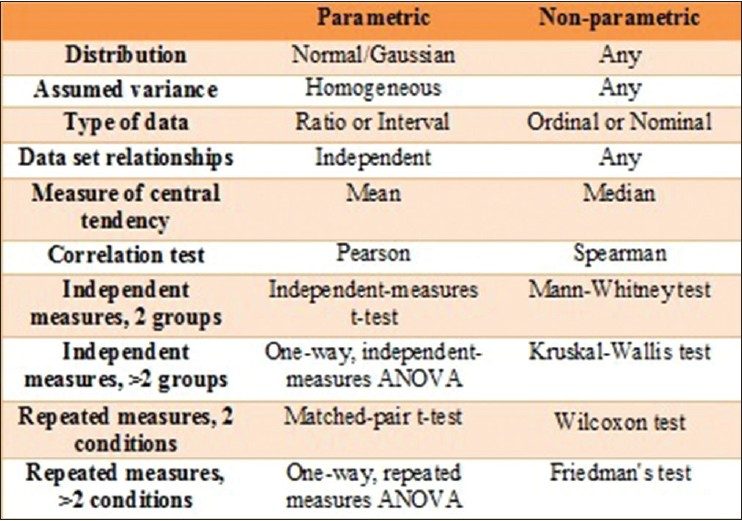 Parametric Non-parametric
Distribution Normal/Gaussian Any
Assumed variance Homogeneous Any
Type of data Ratio or Interval Ordinal or Nominal
Data set relationships Independent Any
Measure of central Mean Median
tendency
Correlation test Pearson Spearman
Independent Independent-measures Mann-Whitney test
measures, 2 groups t-test
Independent One-way, independent- Kruskal-Wallis test
measures, >2 groups measures ANOVA
Repeated measures, 2 Matched-pair t-test Wilcoxon test
conditions
Repeated measures, One-way, repeated Friedman's test
>2 conditions measures ANOVA